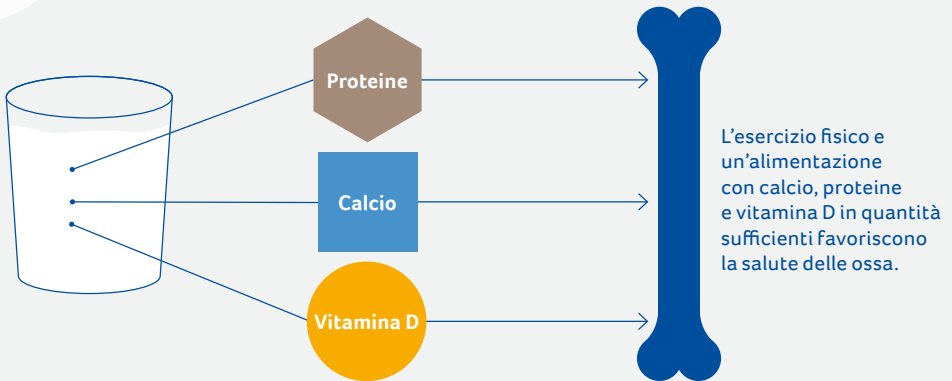 Proteine
Calcio
Vitamina D
L'esercizio fisico e
un'alimentazione
con calcio, proteine
e vitamina D in quantità
sufficienti favoriscono
la salute delle ossa.